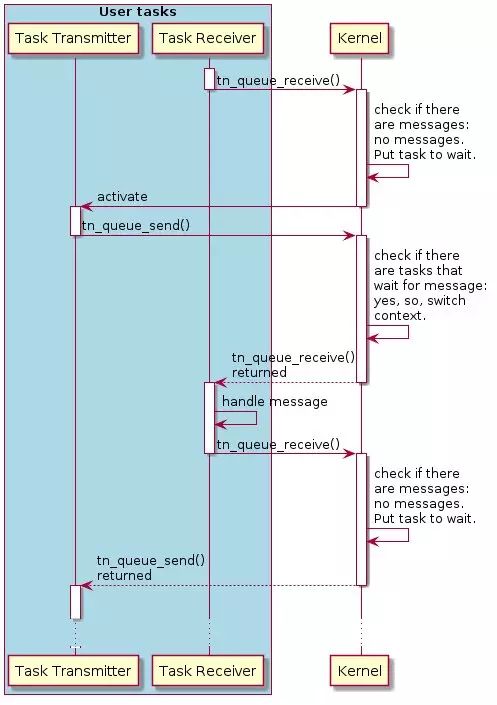 User tasks
Task Transmitter
Task Receiver
Kernel
tn_queue_receive()
check if there
are messages:
no messages.
Put task to wait.
activate
tn_queue_send()
check if there
are tasks that
wait for message:
yes, so, switch
context.
tn_queue_receive()
returned
handle message
tn_queue_receive()
check if there
are messages:
no messages.
Put task to wait.
tn_queue_send()
returned
Task Transmitter
Task Receiver
Kernel